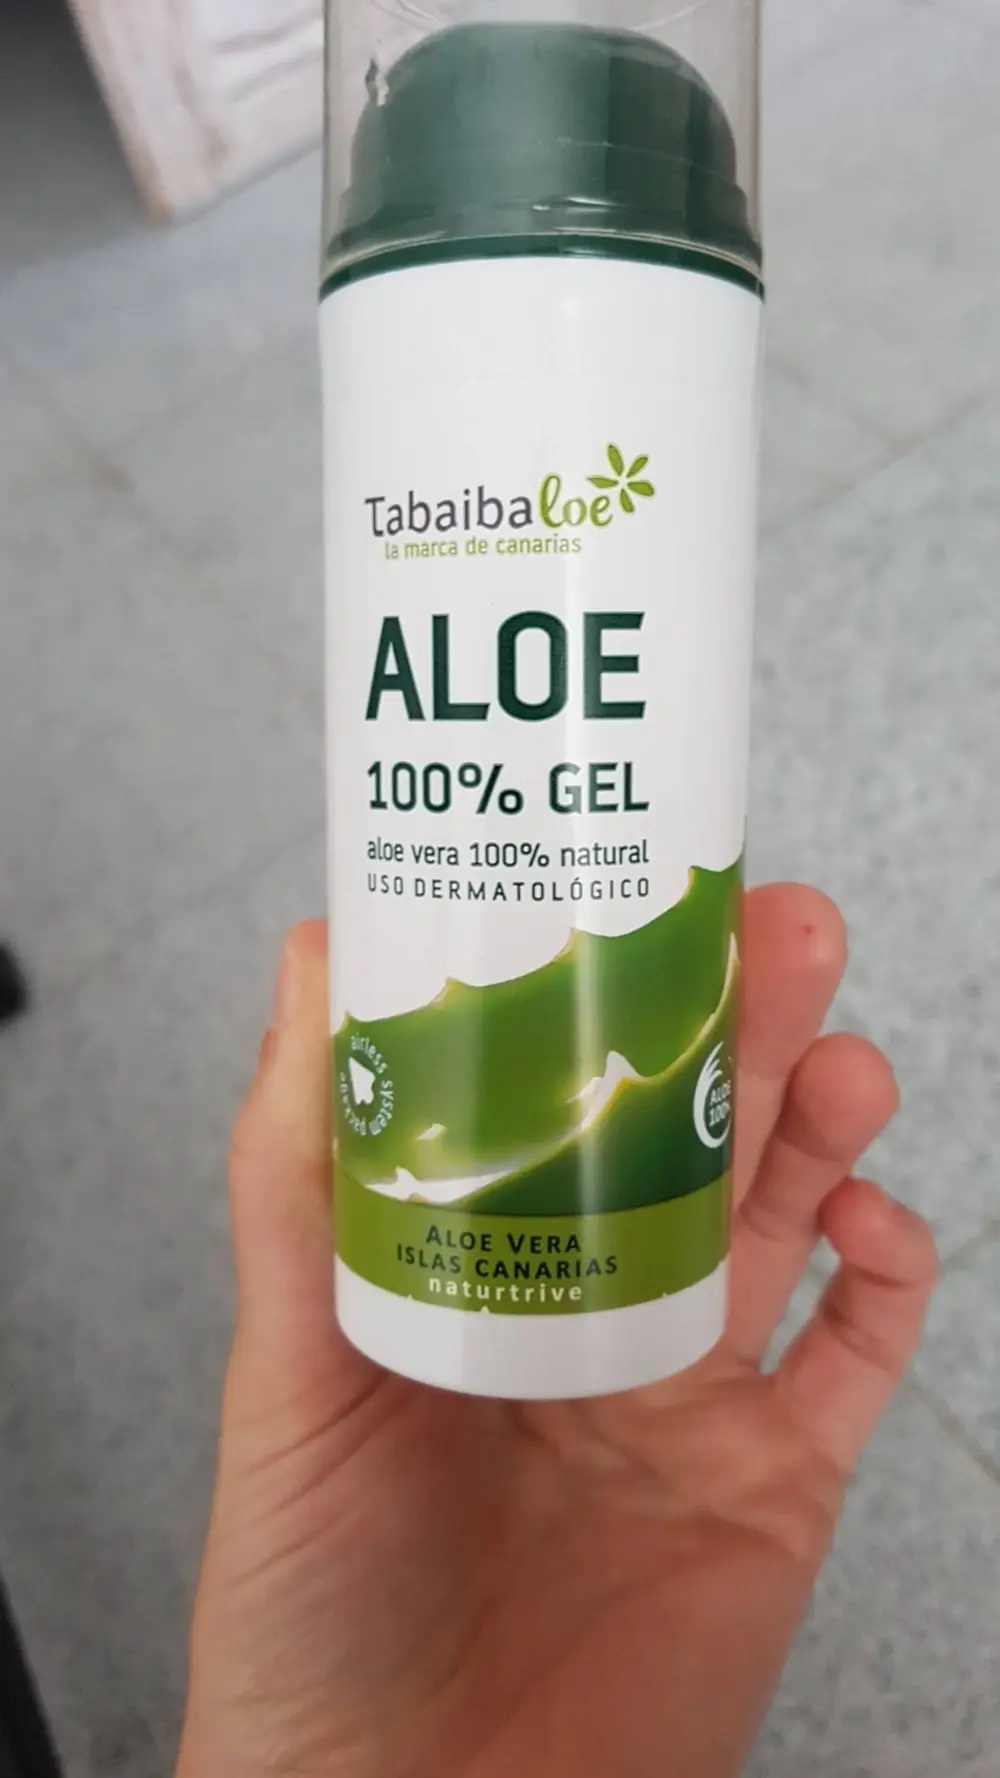 Tabaibaloe
la marca de canarias
ALOE
100% GEL
aloe vera 100% natural
USO DERMATOLÓGICO
airless system package
ALOE
100%
ALOE VERA
ISLAS CANARIAS
naturtrive